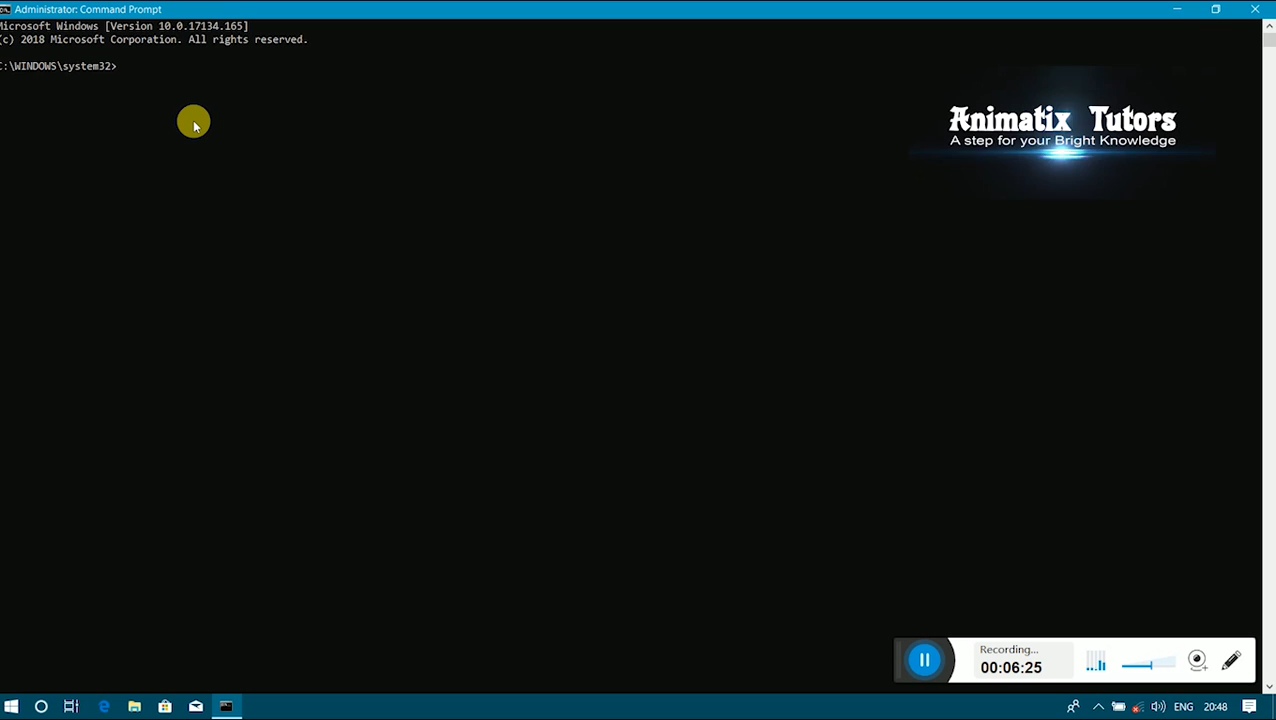 Administrator: Command Prompt
Microsoft Windows [Version 10.0.17134.165]
(c) 2018 Microsoft Corporation. All rights reserved.
C:\WINDOWS\system32>
Animatix Tutors
A step for your Bright Knowledge
Recording...
00:06:25
ENG
20:48